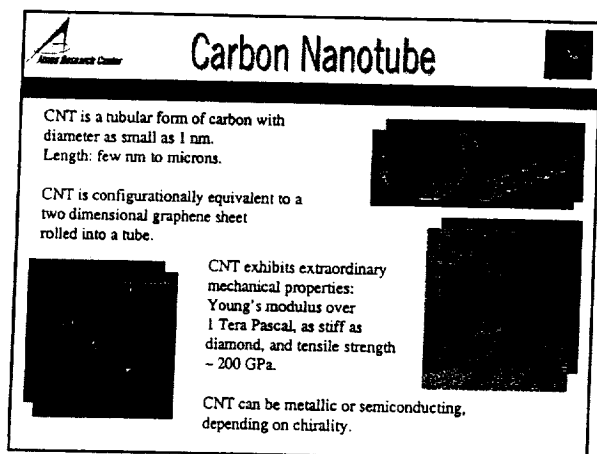 Ames Research Center
Carbon Nanotube
CNT is a tubular form of carbon with
diameter as small as 1 nm.
Length: few nm to microns.
CNT is configurationally equivalent to a
two dimensional graphene sheet
rolled into a tube.
CNT exhibits extraordinary
mechanical properties:
Young's modulus over
1 Tera Pascal, as stiff as
diamond, and tensile strength
~ 200 GPa.
CNT can be metallic or semiconducting,
depending on chirality.